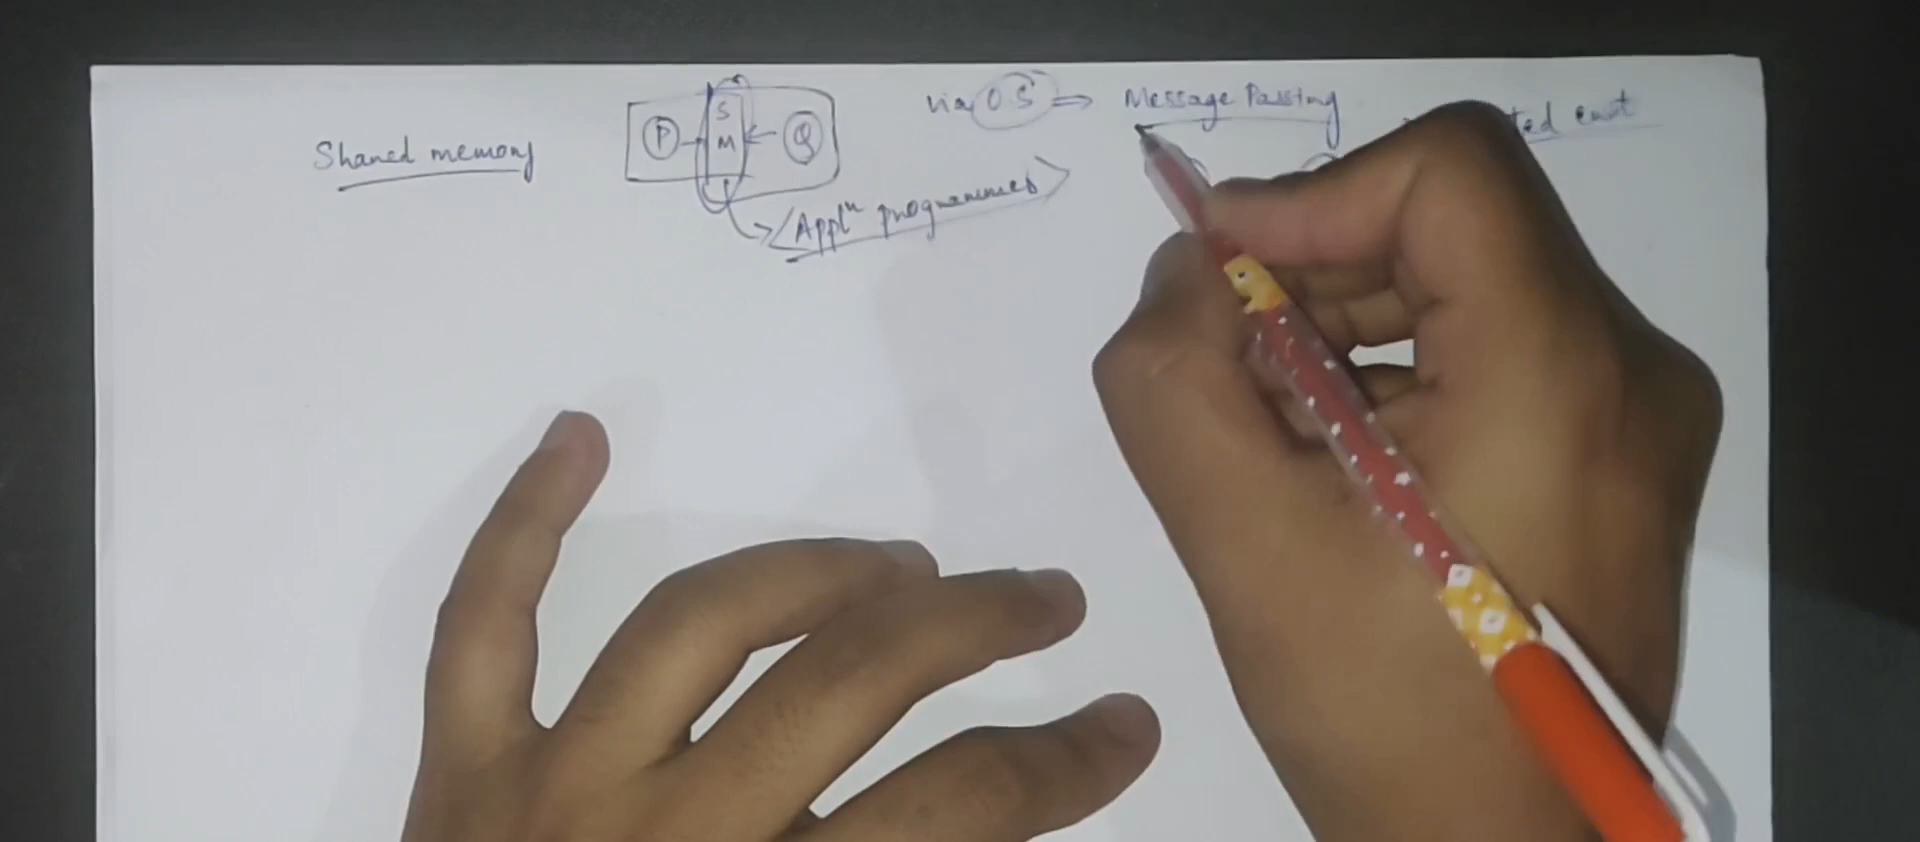 Shared memory
P S M Q
<Appln programmer>
via O.S => Message Passing